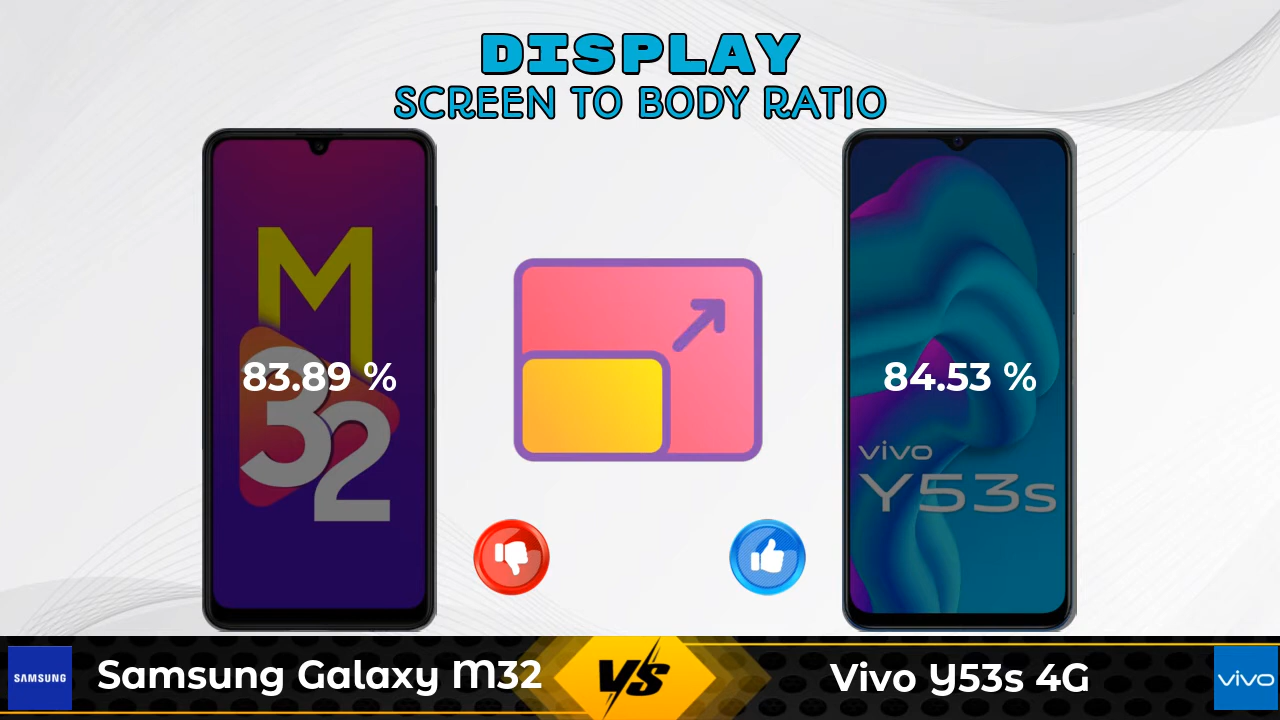 DISPLAY
SCREEN TO BODY RATIO
M
32
83.89 %
84.53 %
vivo
Y53s
SAMSUNG
Samsung Galaxy M32
VS
Vivo Y53s 4G
vivo